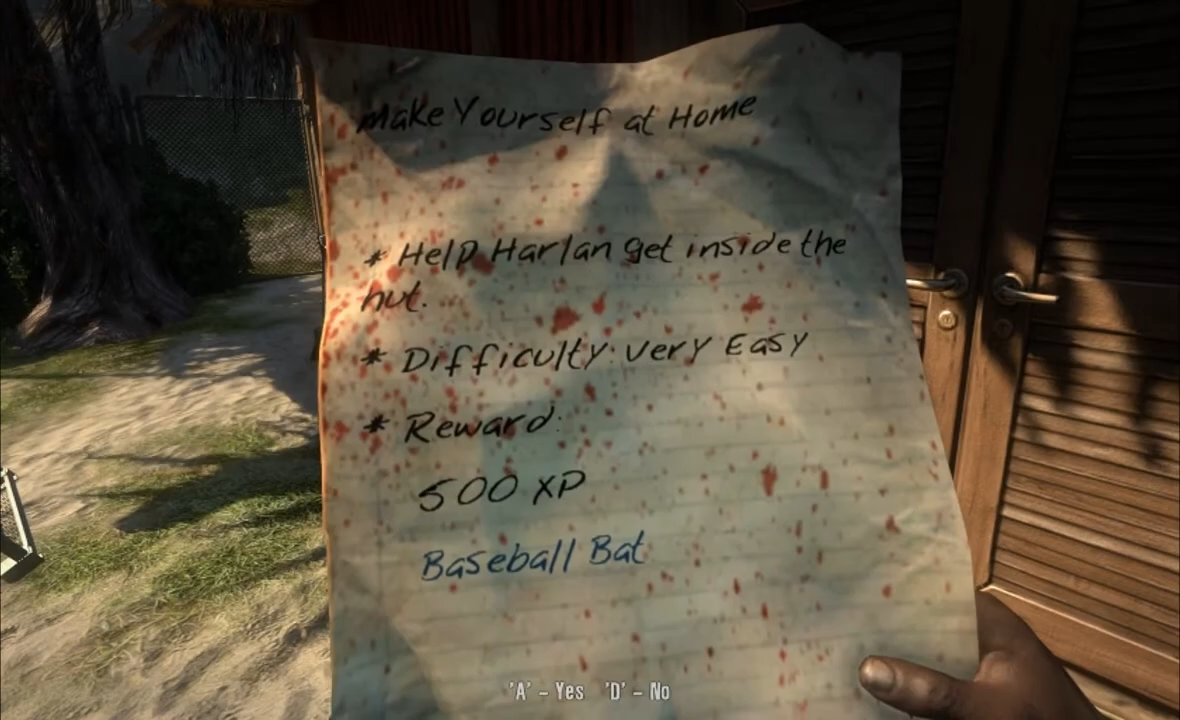 Make Yourself at Home
* Help Harlan get inside the
hut.
* Difficulty: Very Easy
* Reward:
500 XP
Baseball Bat
'A' - Yes 'D' - No